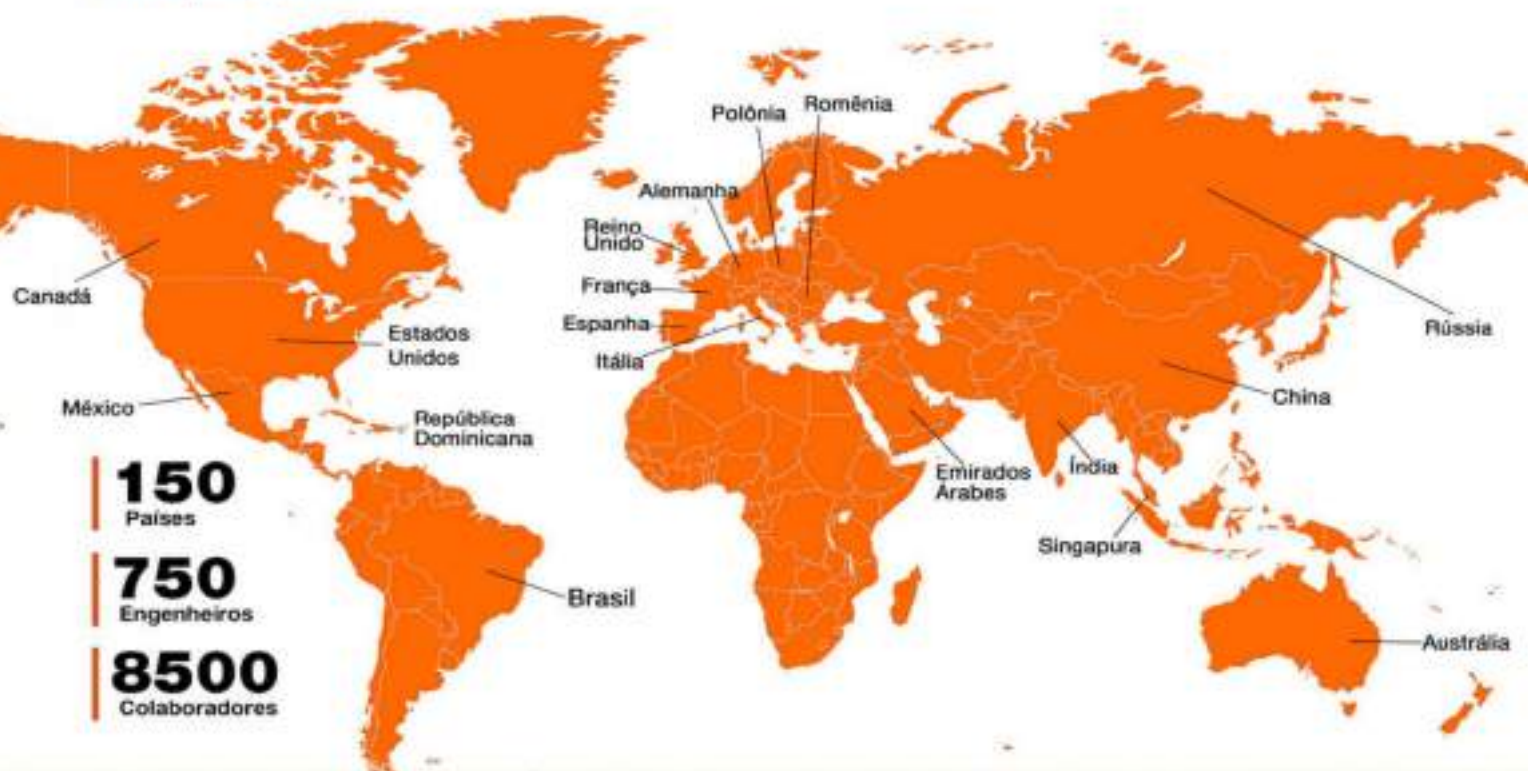 Polônia
Romênia
Alemanha
Reino
Unido
França
Espanha
Itália
Canadá
Estados
Unidos
México
República
Dominicana
Rússia
China
Emirados
Árabes
Índia
Singapura
Brasil
Austrália
150
Países
750
Engenheiros
8500
Colaboradores